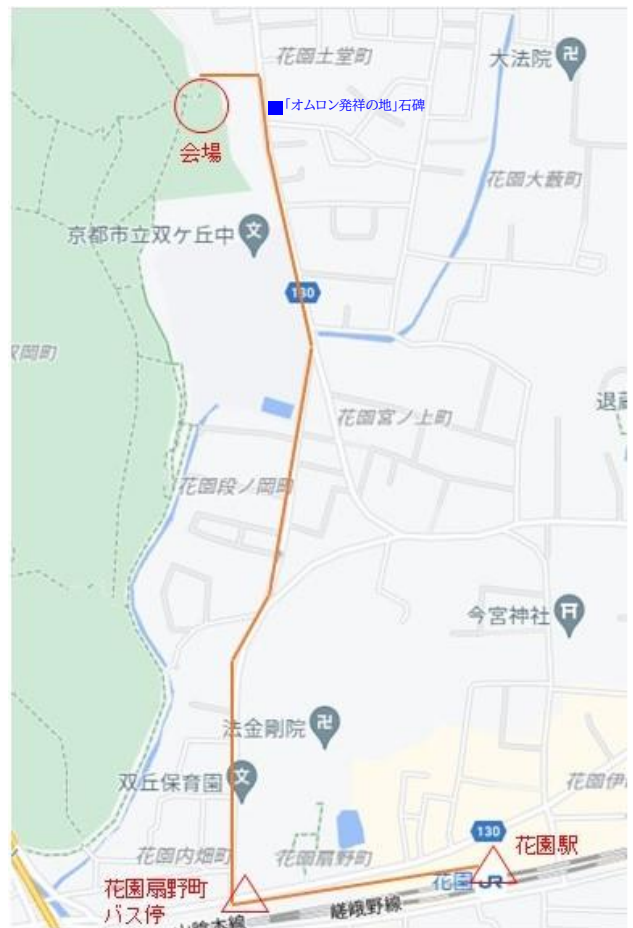 花園土堂町
大法院
「オムロン発祥の地」石碑
会場
花園大藪町
京都市立双ケ丘中
130
双岡町
花園宮ノ上町
花園段ノ岡町
今宮神社
法金剛院
双丘保育園
花園伊
130
花園内畑町
花園扇野町
花園駅
花園扇野町
バス停
花園 JR
嵯峨野線